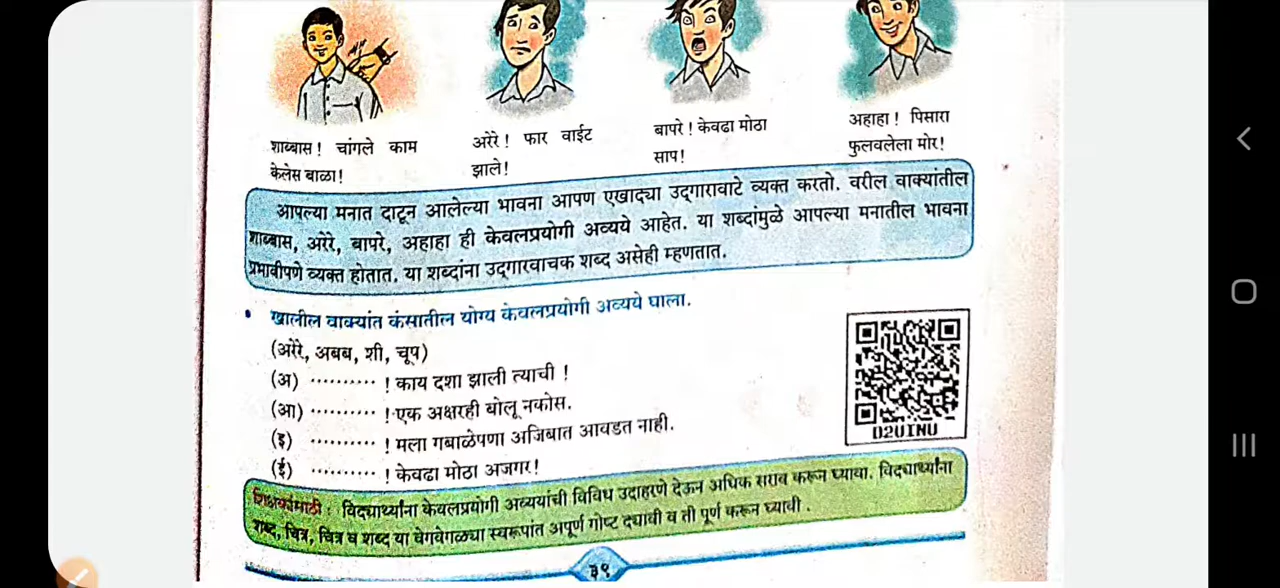 शाब्बास! चांगले काम
केलेस बाळा!
अरेरे! फार वाईट
झाले!
बापरे! केवढा मोठा
साप!
अहाहा! पिसारा
फुलवलेला मोर!
आपल्या मनात दाटून आलेल्या भावना आपण एखाद्या उद्‌गारावाटे व्यक्त करतो. वरील वाक्यांतील
शाब्बास, अरेरे, बापरे, अहाहा ही केवलप्रयोगी अव्यये आहेत. या शब्दांमुळे आपल्या मनातील भावना
प्रभावीपणे व्यक्त होतात. या शब्दांना उद्‌गारवाचक शब्द असेही म्हणतात.
• खालील वाक्यांत कंसातील योग्य केवलप्रयोगी अव्यये घाला.
(अरेरे, अबब, शी, चूप)
(अ) .......... ! काय दशा झाली त्याची !
(आ) .......... ! एक अक्षरही बोलू नकोस.
(इ) .......... ! मला गबाळेपणा अजिबात आवडत नाही.
(ई) .......... ! केवढा मोठा अजगर!
D2UINU
शिक्षकांसाठी : विद्यार्थ्यांना केवलप्रयोगी अव्ययांची विविध उदाहरणे देऊन अधिक सराव करून घ्यावा. विद्यार्थ्यांना
शब्द, चित्र, चित्र व शब्द या वेगवेगळ्या स्वरूपांत अपूर्ण गोष्ट द्यावी व ती पूर्ण करून घ्यावी.
३९